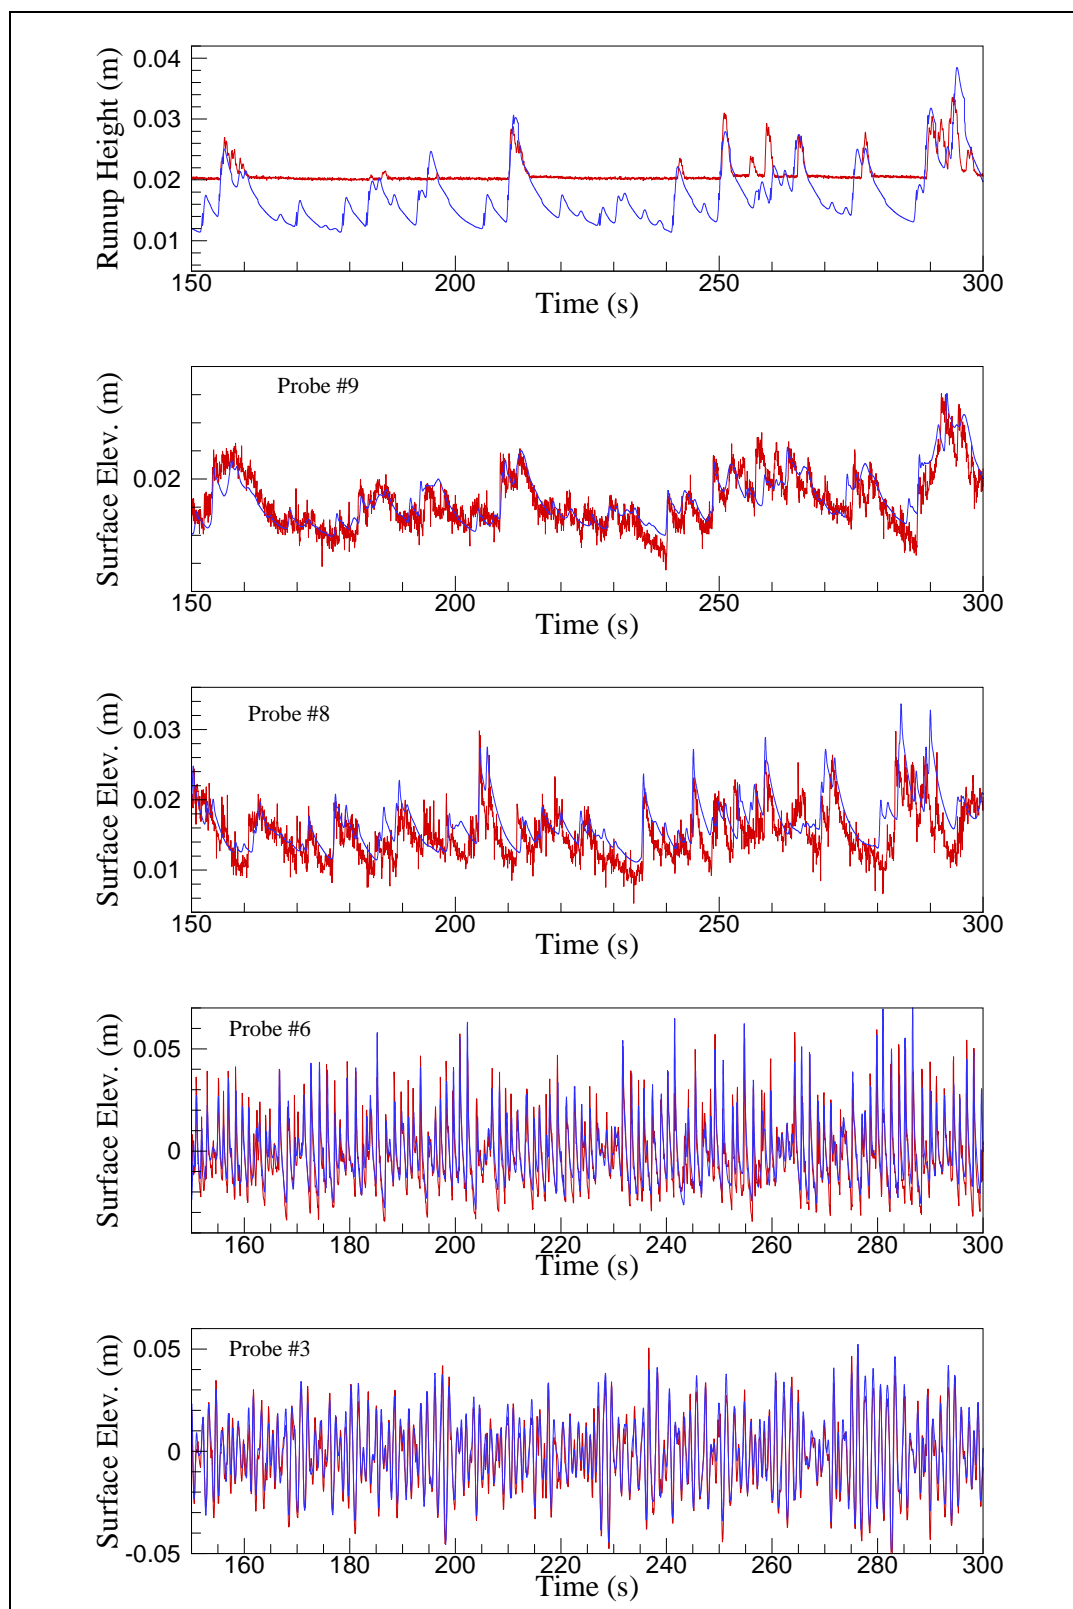 Runup Height (m)
0.04
0.03
0.02
0.01
150 200 250 300
Time (s)
Probe #9
Surface Elev. (m)
0.02
150 200 250 300
Time (s)
Probe #8
Surface Elev. (m)
0.03
0.02
0.01
150 200 250 300
Time (s)
Probe #6
Surface Elev. (m)
0.05
0
160 180 200 220 240 260 280 300
Time (s)
Probe #3
Surface Elev. (m)
0.05
0
-0.05
160 180 200 220 240 260 280 300
Time (s)